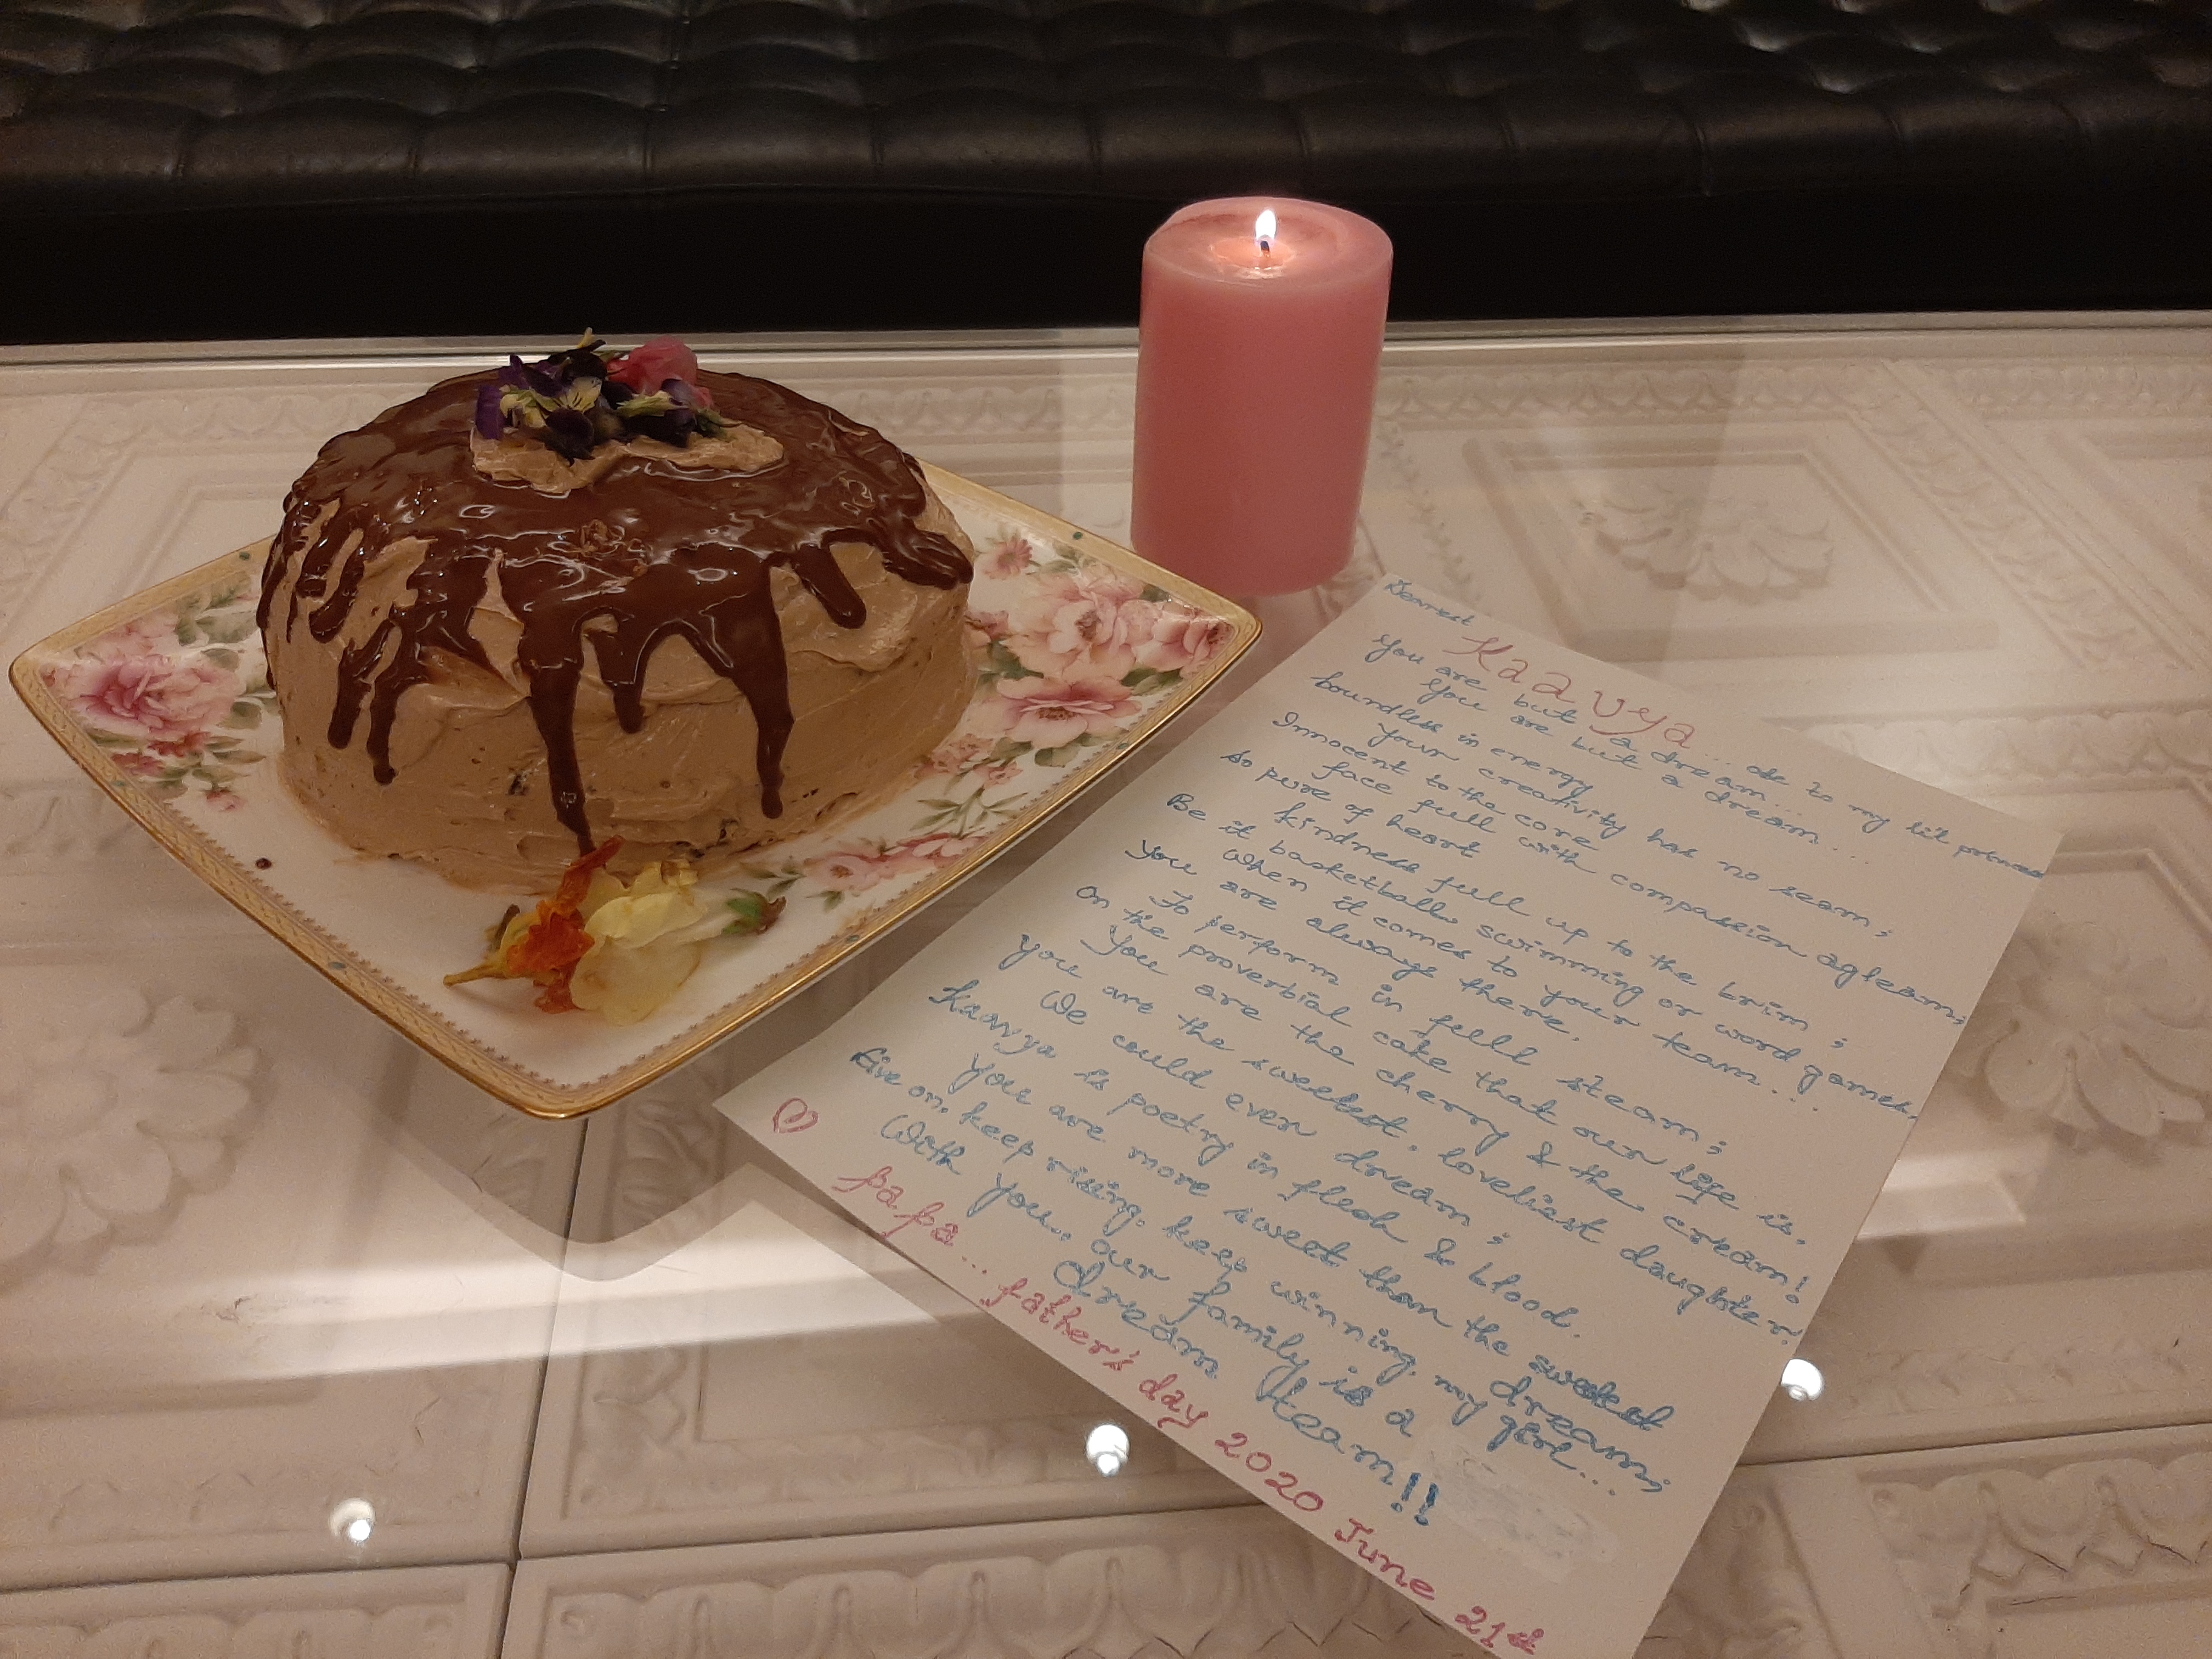 Dearest Kaavya... ode to my lil princess
You are but a dream...
You are but a dream...
boundless in energy
Your creativity has no seam;
Innocent to the core
face full with compassion agleam;
So pure of heart
kindness full up to the brim;
Be it basketball, swimming or word games,
When it comes to your team...
You are always there,
To perform in full steam;
On the proverbial cake that our life is,
You are the cherry & the cream!
You are the sweetest, loveliest daughter,
We could even dream;
Kaavya is poetry in flesh & blood.
You are more sweet than the sweetest dream;
Live on, keep rising, keep winning, my girl...
With you, our family is a
dream team!!
papa... father's day 2020 June 21st